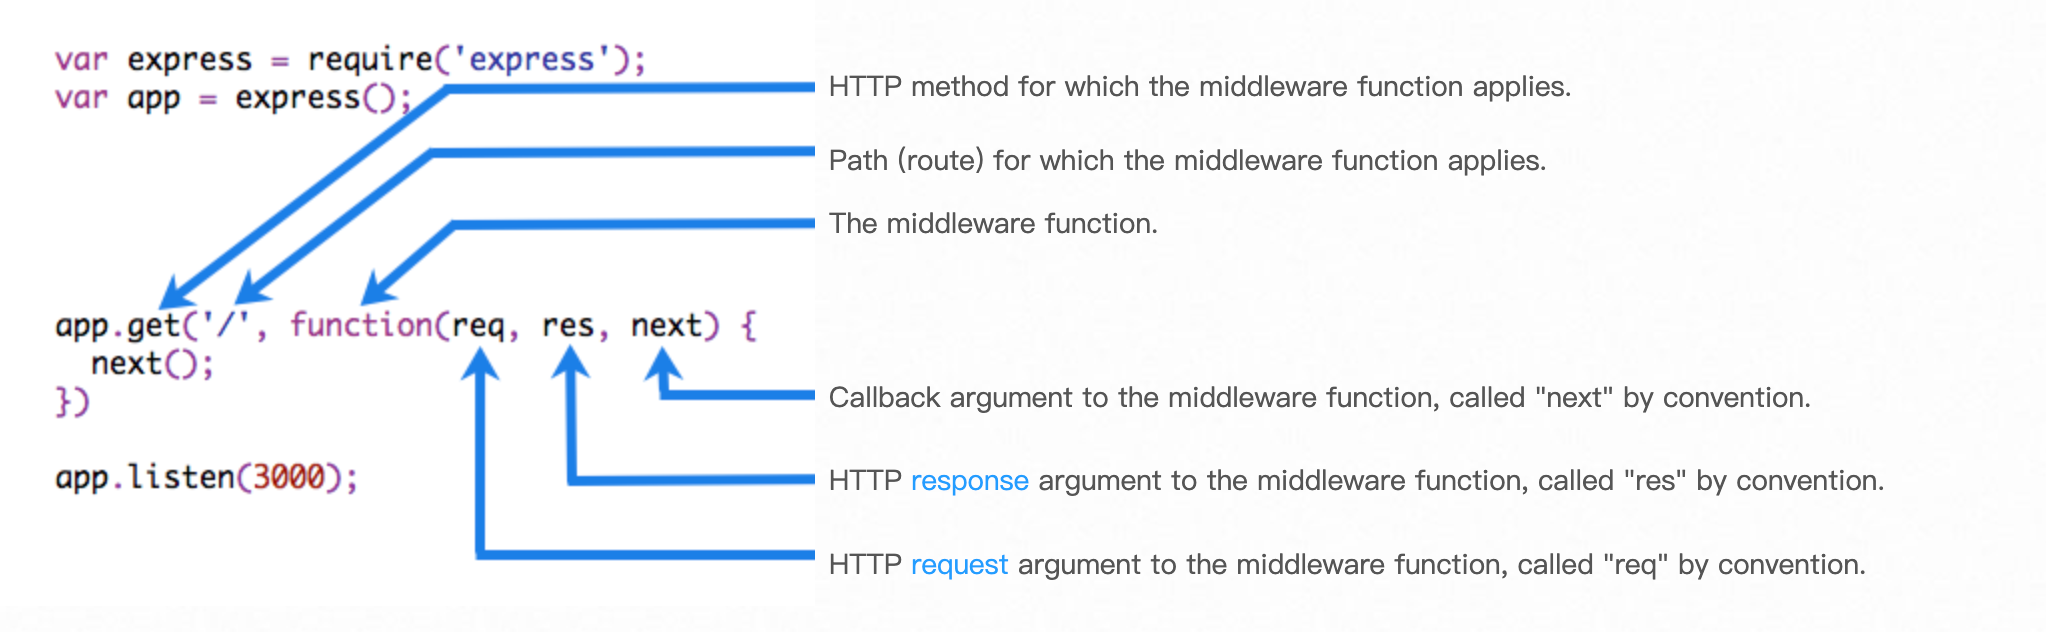 var express = require('express');
var app = express();
HTTP method for which the middleware function applies.
Path (route) for which the middleware function applies.
The middleware function.
app.get('/', function(req, res, next) {
next();
})
Callback argument to the middleware function, called "next" by convention.
app.listen(3000);
HTTP response argument to the middleware function, called "res" by convention.
HTTP request argument to the middleware function, called "req" by convention.